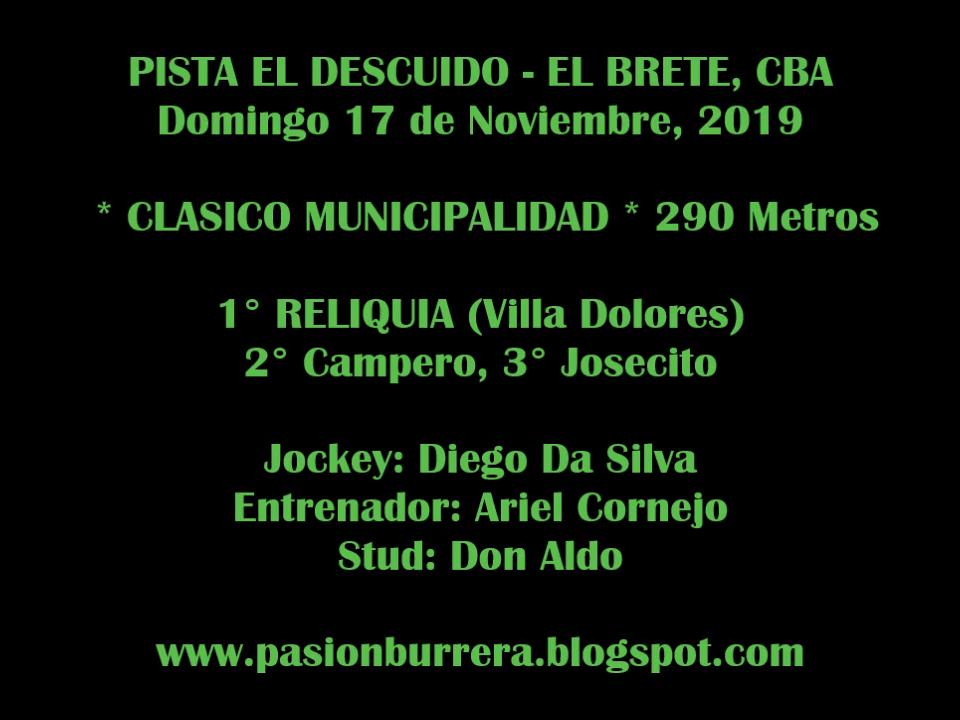 PISTA EL DESCUIDO - EL BRETE, CBA
Domingo 17 de Noviembre, 2019
* CLASICO MUNICIPALIDAD * 290 Metros
1° RELIQUIA (Villa Dolores)
2° Campero, 3° Josecito
Jockey: Diego Da Silva
Entrenador: Ariel Cornejo
Stud: Don Aldo
www.pasionburrera.blogspot.com